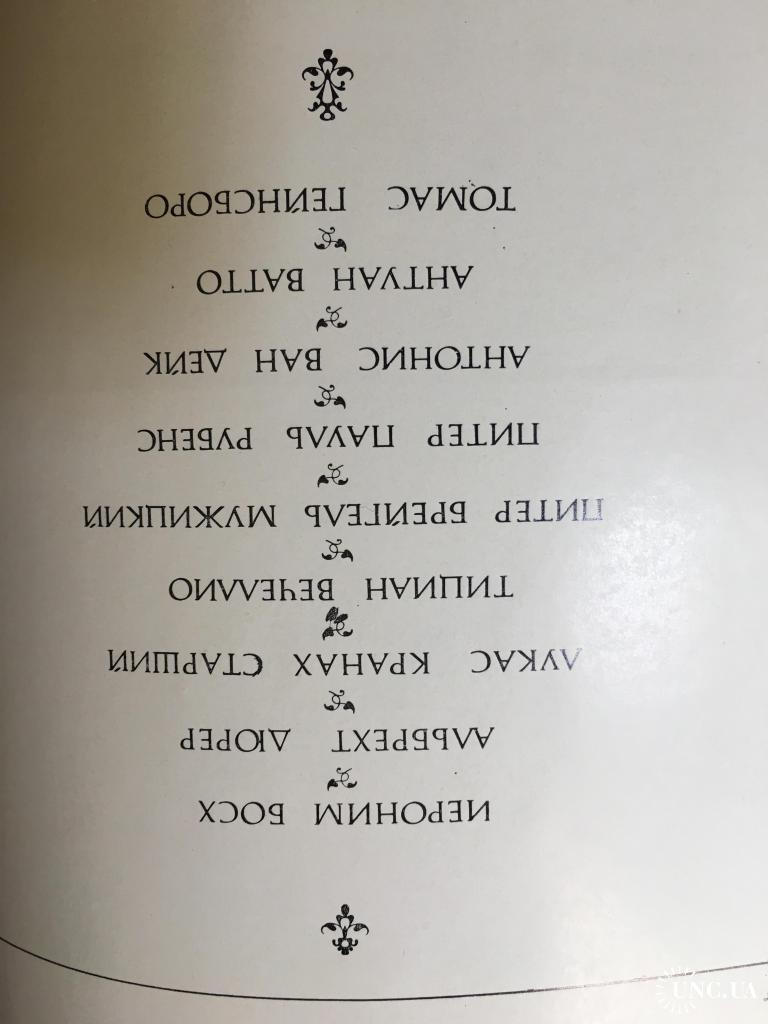 ИЕРОНИМ БОСХ
АЛЬБРЕХТ ДЮРЕР
ЛУКАС КРАНАХ СТАРШИЙ
ТИЦИАН ВЕЧЕЛЛИО
ПИТЕР БРЕЙГЕЛЬ МУЖИЦКИЙ
ПИТЕР ПАУЛЬ РУБЕНС
АНТОНИС ВАН ДЕЙК
АНТУАН ВАТТО
ТОМАС ГЕЙНСБОРО
UNC.UA